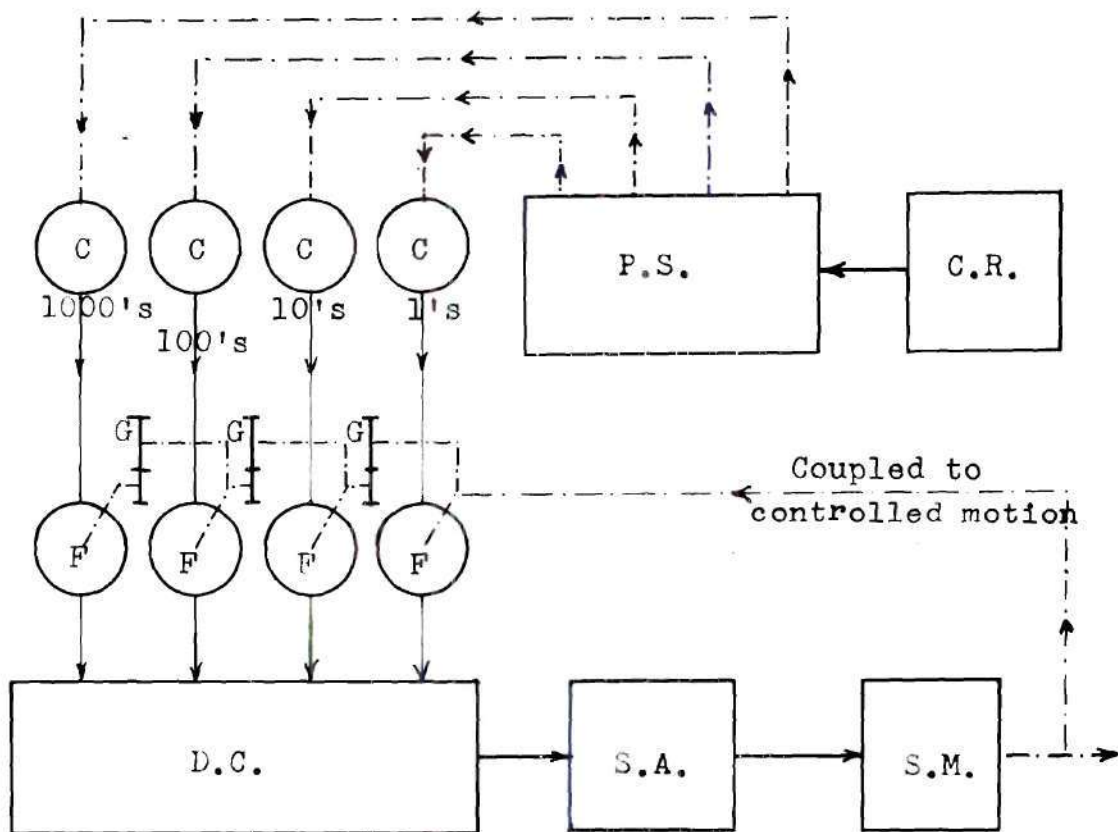 C
C
C
C
P.S.
C.R.
1000's
100's
10's
1's
G
G
G
Coupled to
controlled motion
F
F
F
F
D.C.
S.A.
S.M.